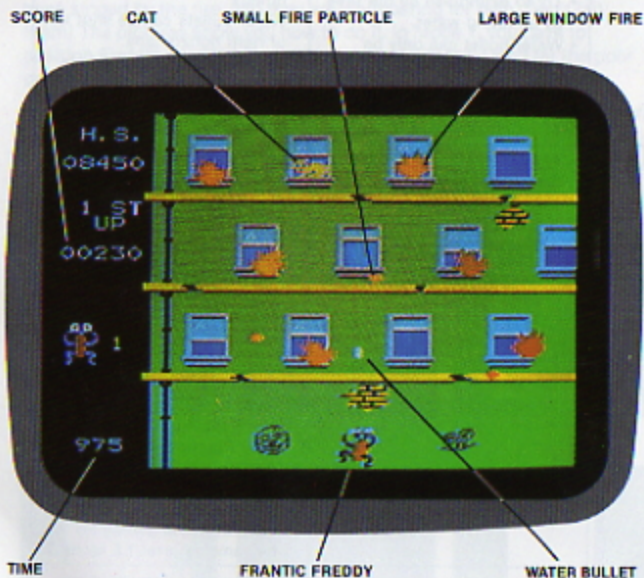 SCORE CAT SMALL FIRE PARTICLE LARGE WINDOW FIRE
H. S.
08450
1 ST
UP
00230
1
975
TIME FRANTIC FREDDY WATER BULLET